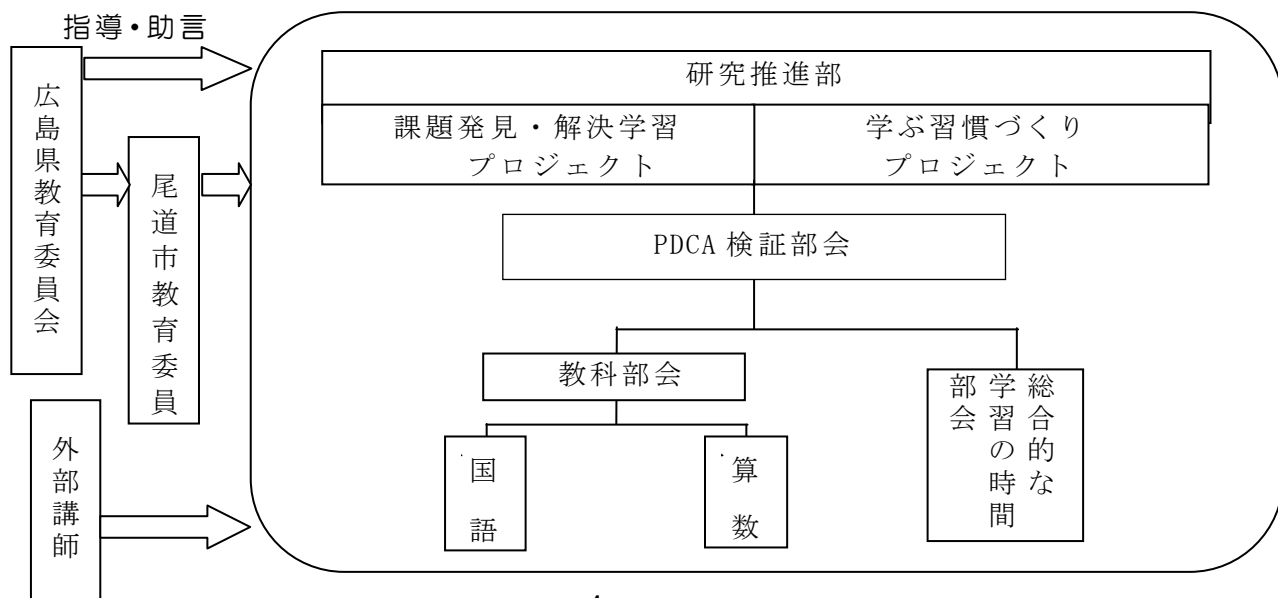 指導・助言
広島県教育委員会
尾道市教育委員
外部講師
研究推進部
課題発見・解決学習
プロジェクト
学ぶ習慣づくり
プロジェクト
PDCA 検証部会
教科部会
国語
算数
総合的な
学習の時間
部会